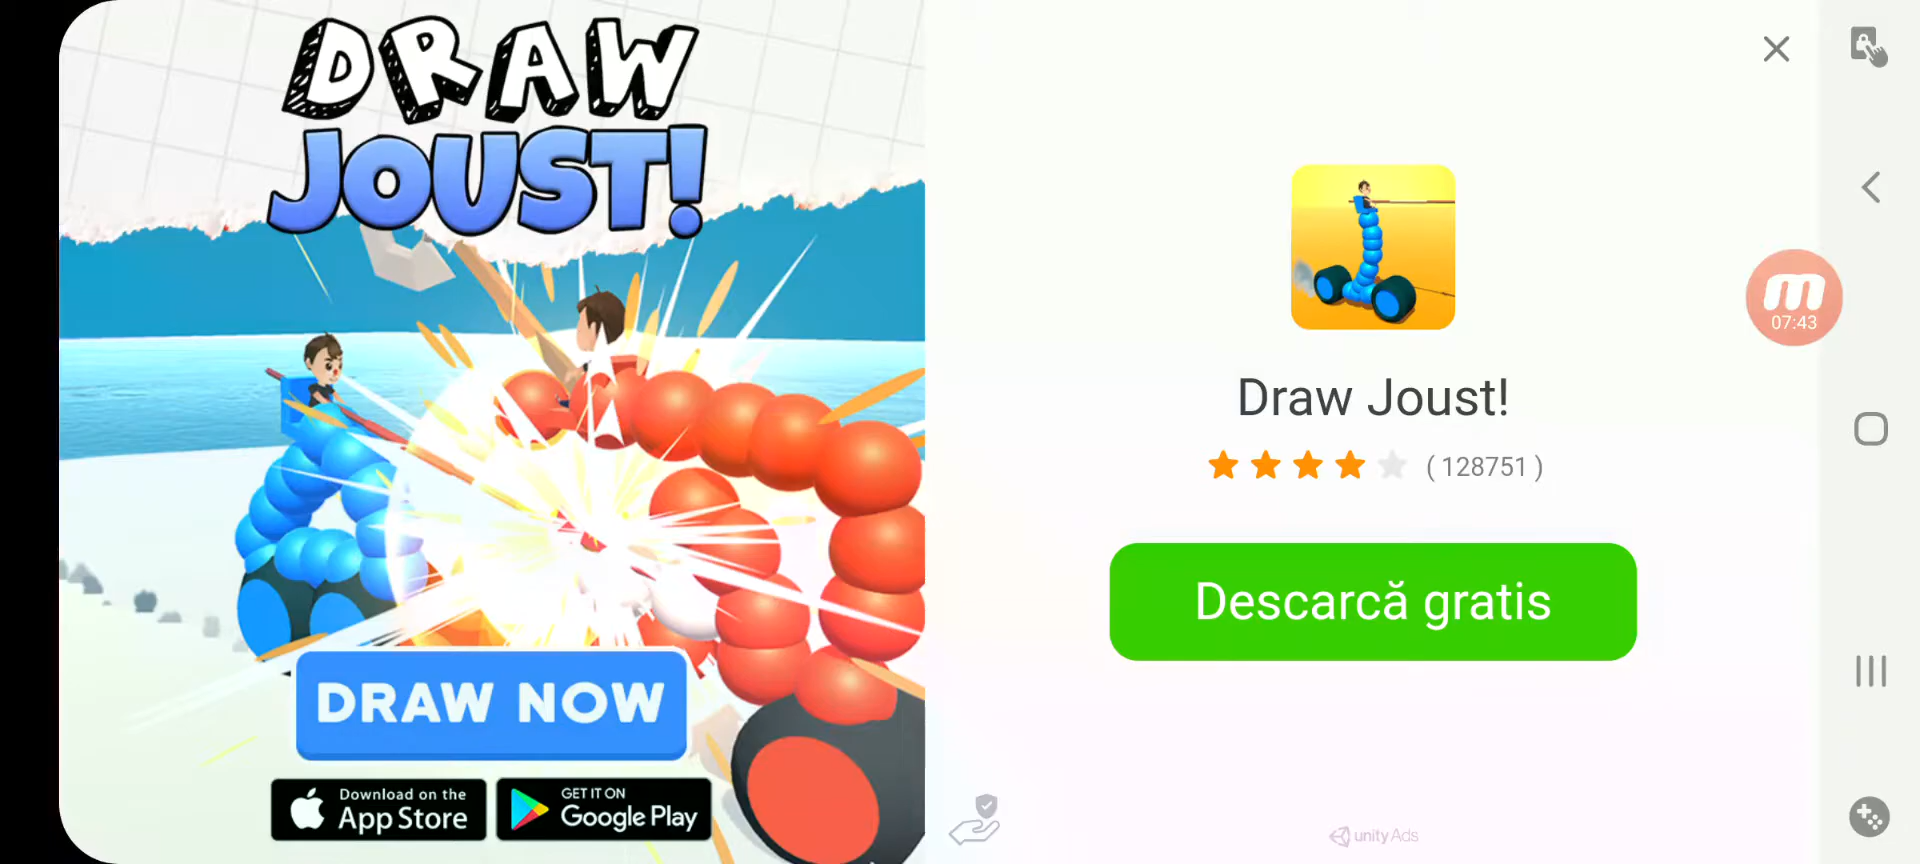 DRAW
JOUST!
DRAW NOW
Download on the
App Store
GET IT ON
Google Play
Draw Joust!
( 128751 )
Descarcă gratis
unity Ads
m
07:43